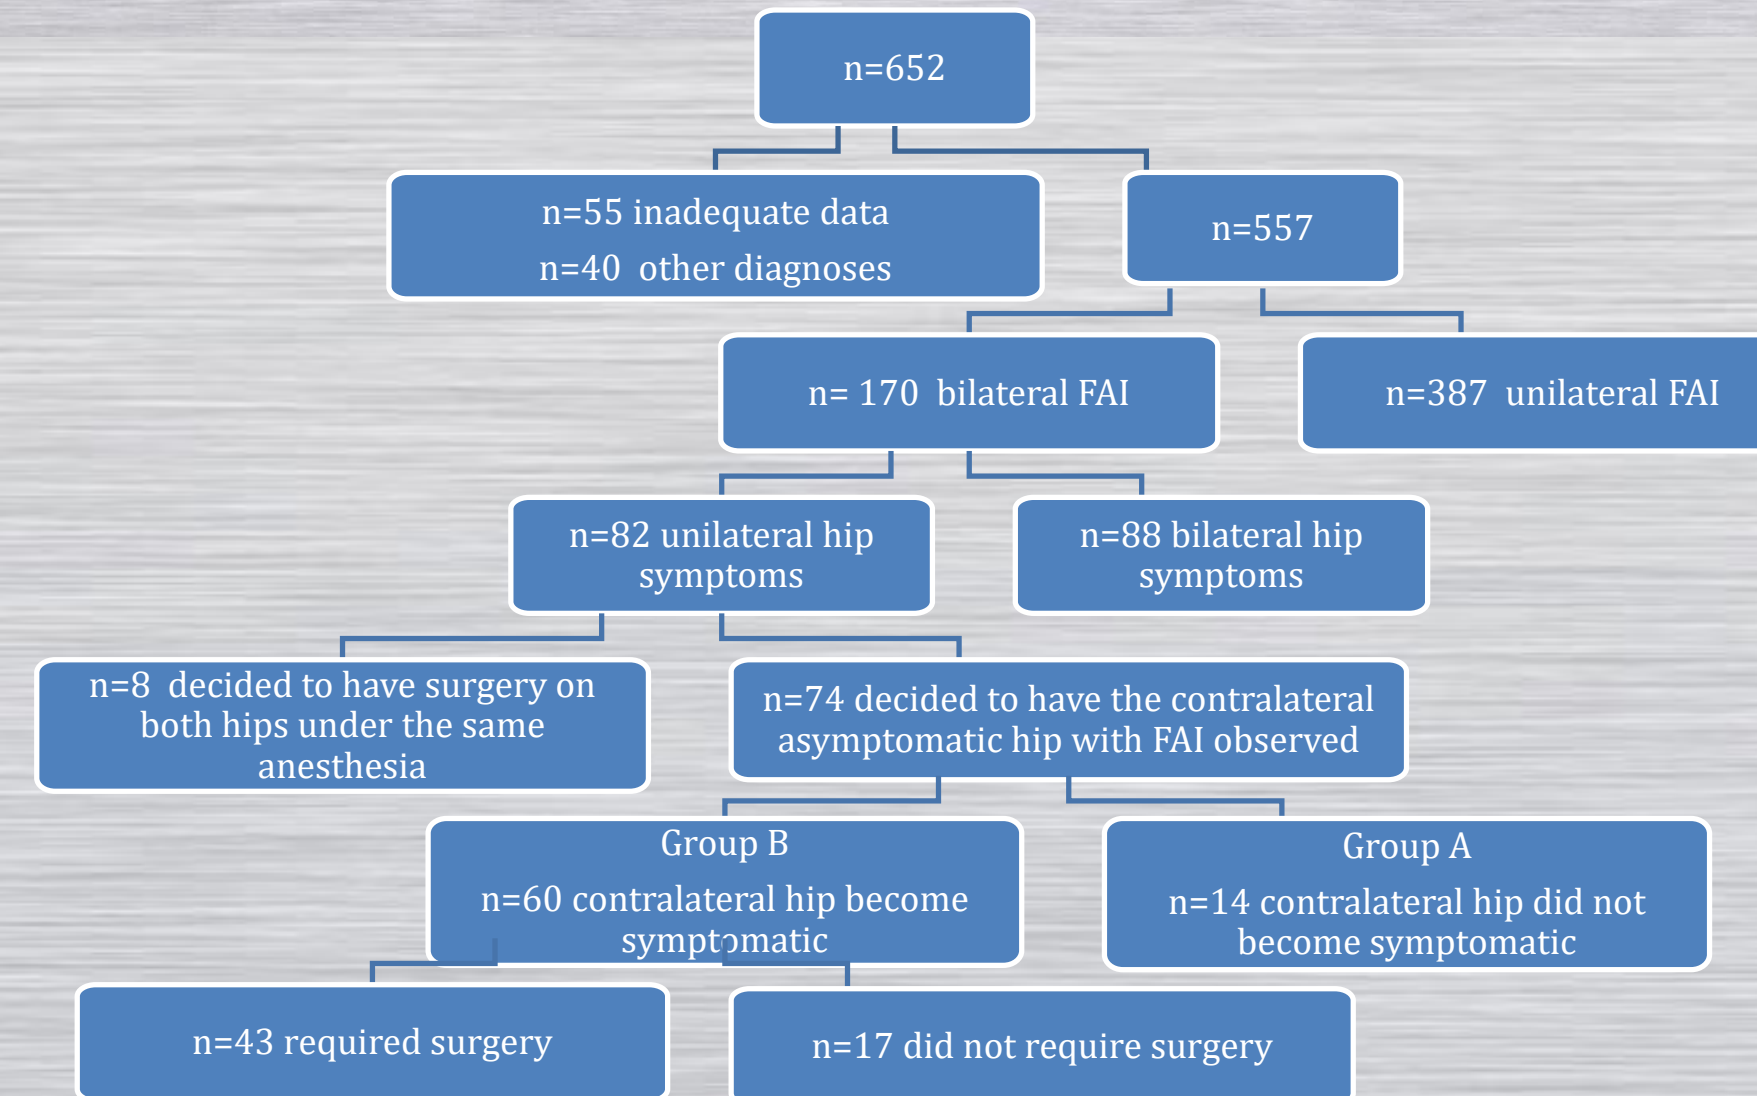 n=652
n=55 inadequate data
n=40 other diagnoses
n=557
n= 170 bilateral FAI
n=387 unilateral FAI
n=82 unilateral hip
symptoms
n=88 bilateral hip
symptoms
n=8 decided to have surgery on
both hips under the same
anesthesia
n=74 decided to have the contralateral
asymptomatic hip with FAI observed
Group B
n=60 contralateral hip become
symptomatic
Group A
n=14 contralateral hip did not
become symptomatic
n=43 required surgery
n=17 did not require surgery